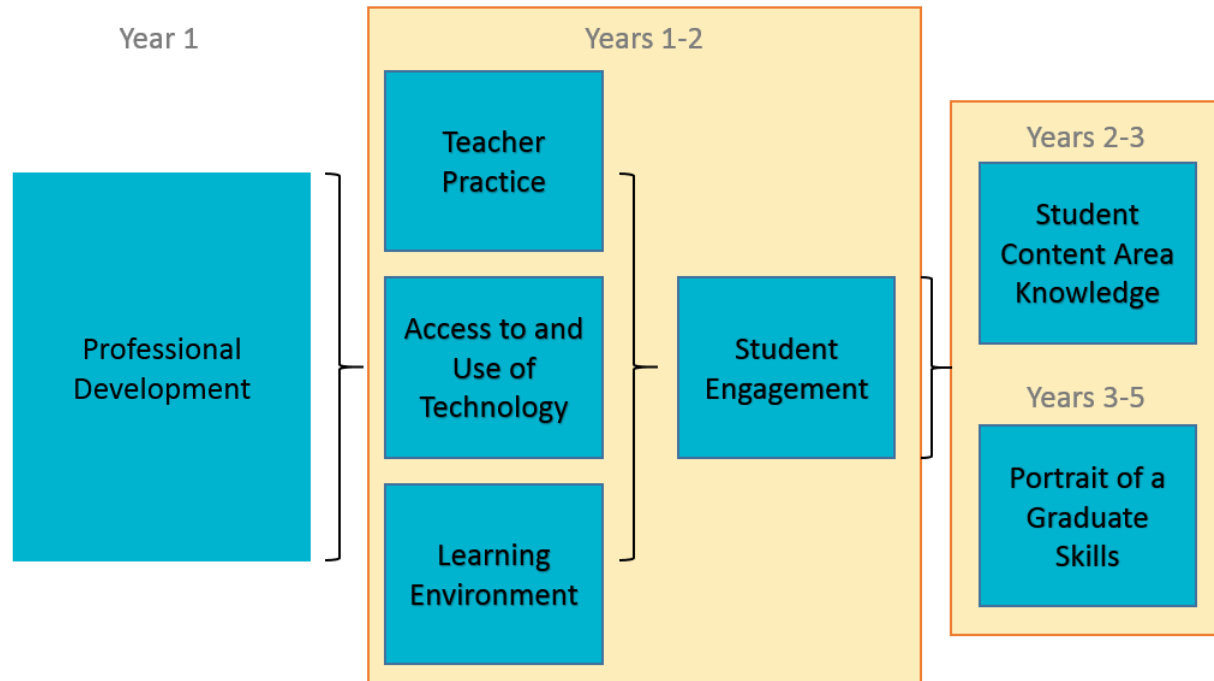 Year 1
Professional
Development
Years 1-2
Teacher
Practice
Access to and
Use of
Technology
Learning
Environment
Student
Engagement
Years 2-3
Student
Content Area
Knowledge
Years 3-5
Portrait of a
Graduate
Skills